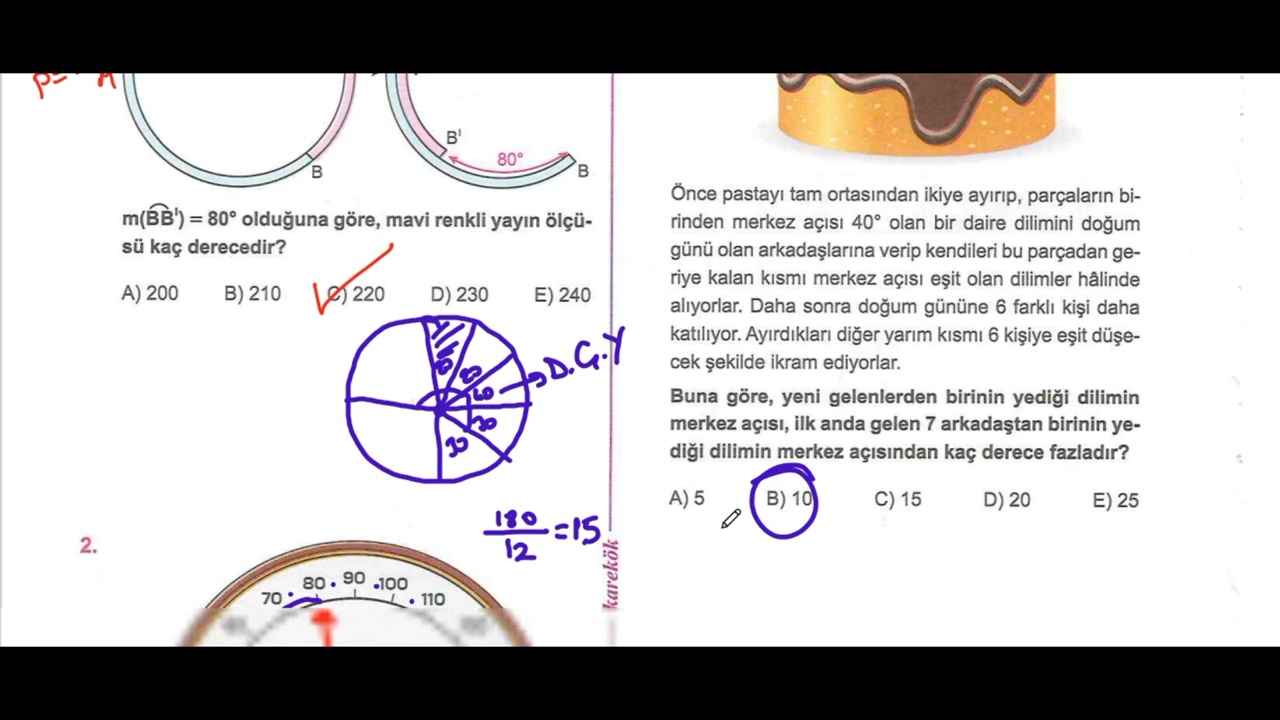 B'
80°
B
B
m(BB') = 80° olduğuna göre, mavi renkli yayın ölçü-
sü kaç derecedir?
A) 200 B) 210 C) 220 D) 230 E) 240
D.G.Y
40
30
30
180
12
=15
2.
70 80 90 100 110
karekök
Önce pastayı tam ortasından ikiye ayırıp, parçaların bi-
rinden merkez açısı 40° olan bir daire dilimini doğum
günü olan arkadaşlarına verip kendileri bu parçadan ge-
riye kalan kısmı merkez açısı eşit olan dilimler hâlinde
alıyorlar. Daha sonra doğum gününe 6 farklı kişi daha
katılıyor. Ayırdıkları diğer yarım kısmı 6 kişiye eşit düşe-
cek şekilde ikram ediyorlar.
Buna göre, yeni gelenlerden birinin yediği dilimin
merkez açısı, ilk anda gelen 7 arkadaştan birinin ye-
diği dilimin merkez açısından kaç derece fazladır?
A) 5 B) 10 C) 15 D) 20 E) 25